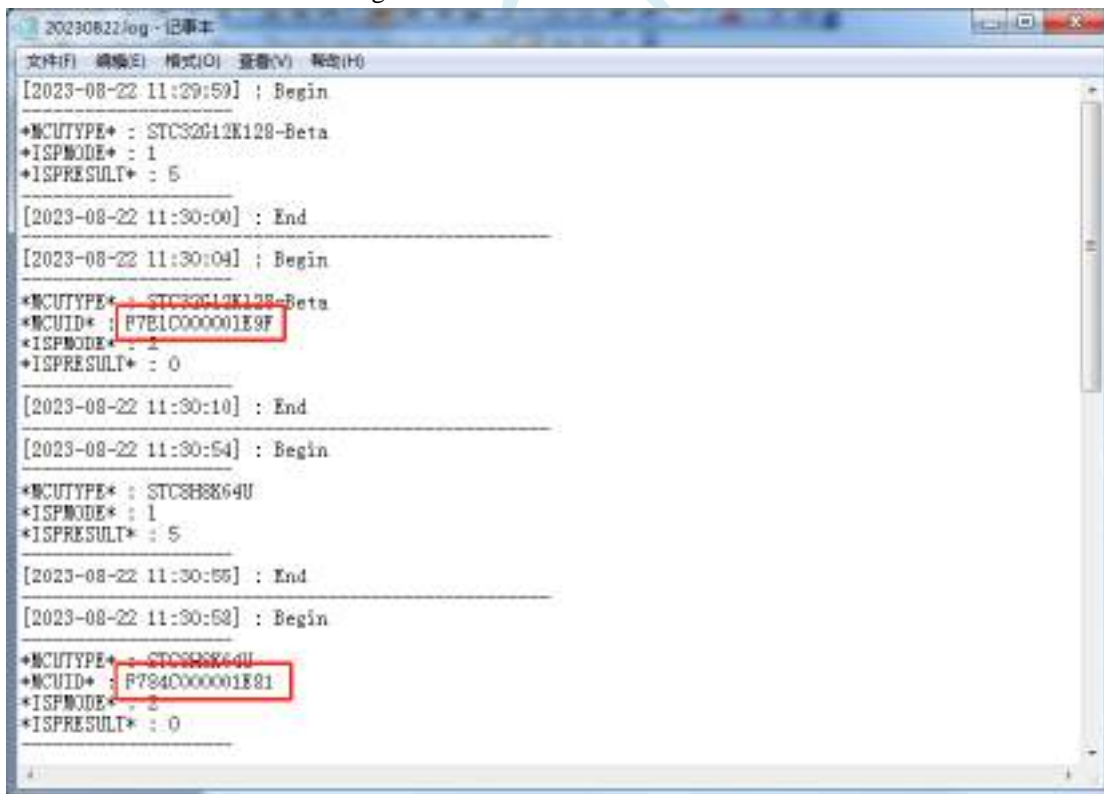 20230822.log - 记事本
文件(F) 编辑(E) 格式(O) 查看(V) 帮助(H)
[2023-08-22 11:29:59] : Begin
--------------------
*MCUTYPE* : STC32G12K128-Beta
*ISPMODE* : 1
*ISPRESULT* : 5
--------------------
[2023-08-22 11:30:00] : End
--------------------------------------------------
[2023-08-22 11:30:04] : Begin
--------------------
*MCUTYPE* : STC32G12K128-Beta
*MCUID* : F7E1C000001E9F
*ISPMODE* : 2
*ISPRESULT* : 0
--------------------
[2023-08-22 11:30:10] : End
--------------------------------------------------
[2023-08-22 11:30:54] : Begin
--------------------
*MCUTYPE* : STC8H8K64U
*ISPMODE* : 1
*ISPRESULT* : 5
--------------------
[2023-08-22 11:30:55] : End
--------------------------------------------------
[2023-08-22 11:30:58] : Begin
--------------------
*MCUTYPE* : STC8H8K64U
*MCUID* : F784C000001E81
*ISPMODE* : 2
*ISPRESULT* : 0
--------------------